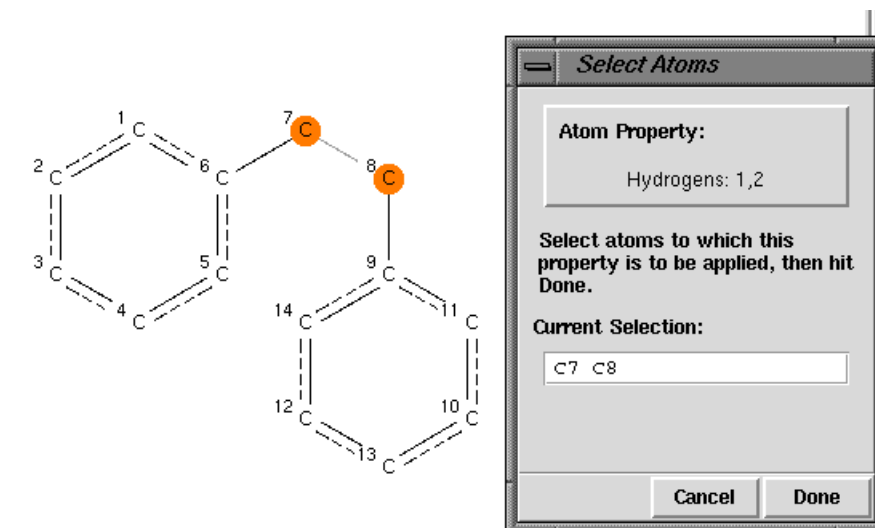 Select Atoms
1 C
7 C
2 C
6 C
8 C
Atom Property:
Hydrogens: 1,2
3 C
5 C
4 C
9 C
Select atoms to which this
property is to be applied, then hit
Done.
14 C
11 C
Current Selection:
C7 C8
12 C
10 C
13 C
Cancel
Done